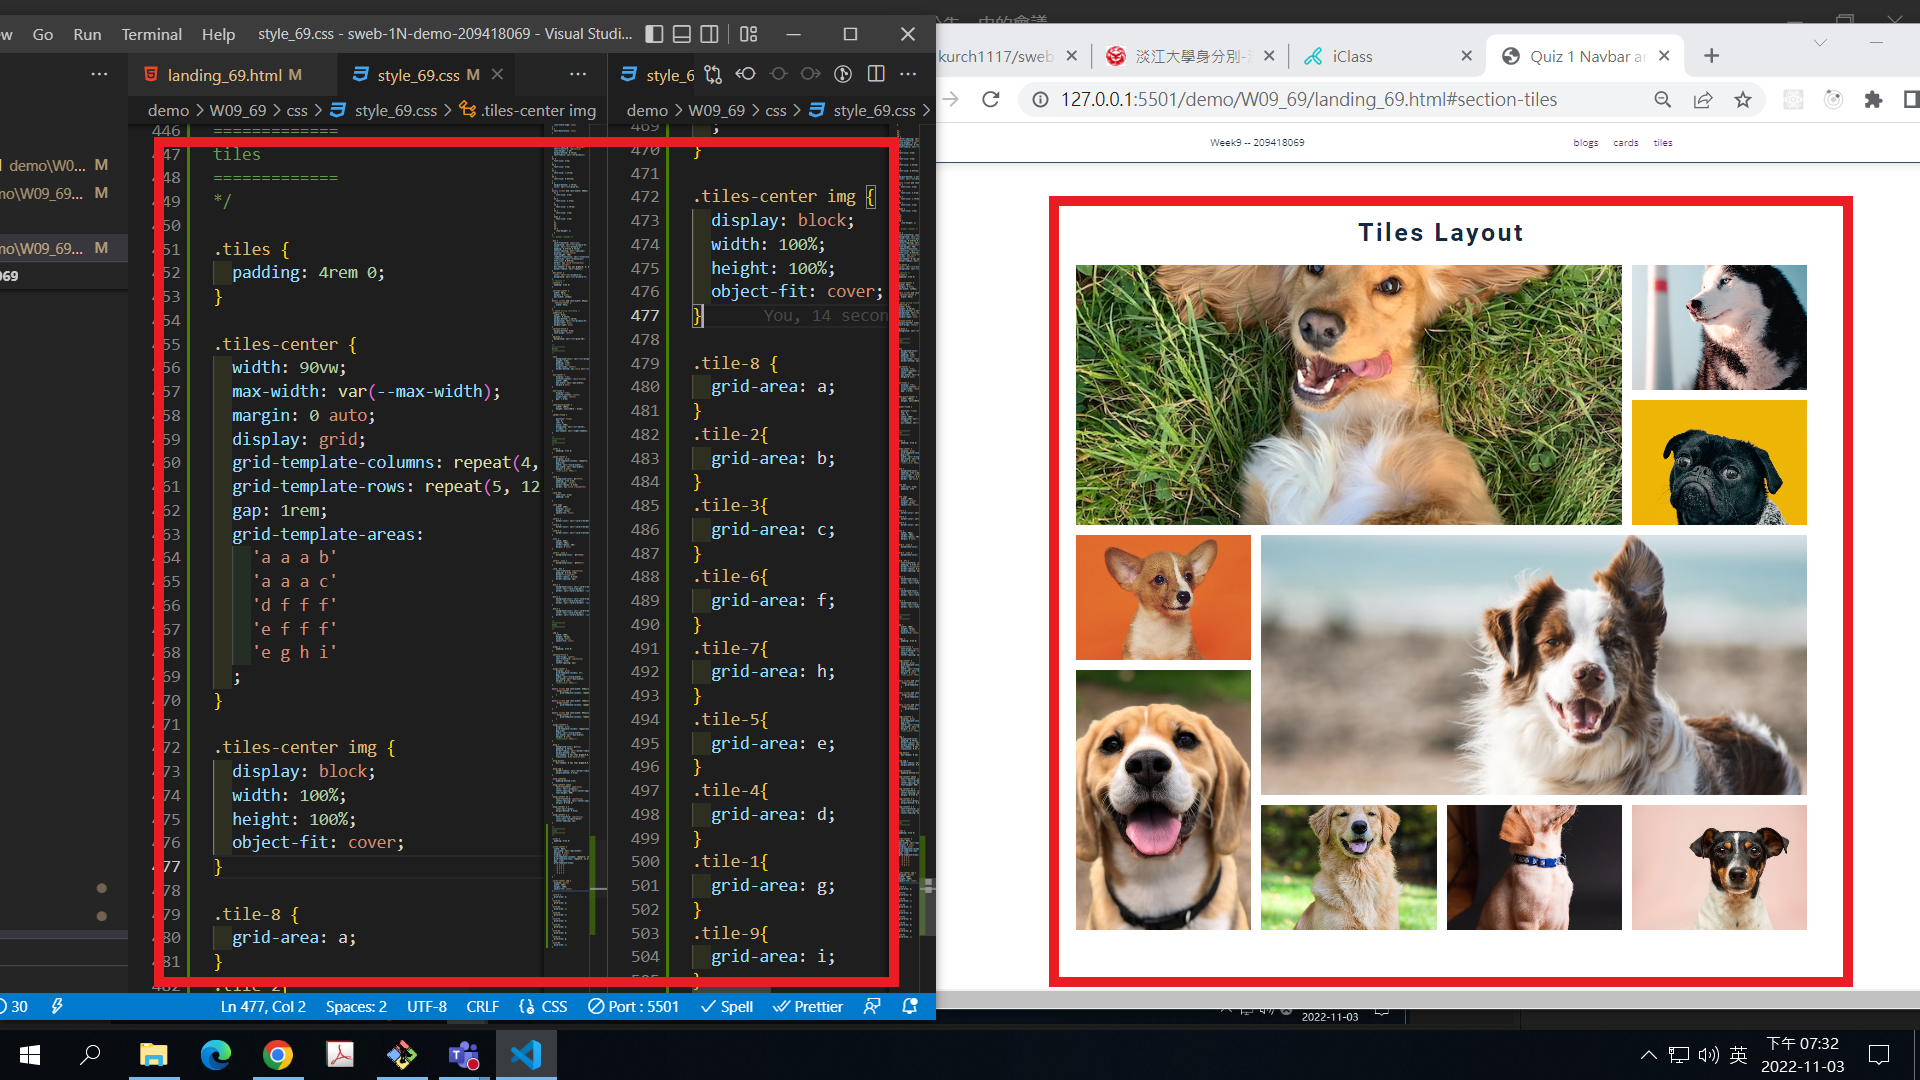 Go Run Terminal Help style_69.css - sweb-1N-demo-209418069 - Visual Studi...
landing_69.html M
style_69.css M
style_6
demo > W09_69 > css > style_69.css > .tiles-center img
demo > W09_69 > css > style_69.css >
demo\W0... M
mo\W09_69... M
mo\W09_69... M
069
446 =============
447 tiles
448 =============
449 */
450
451 .tiles {
452 padding: 4rem 0;
453 }
454
455 .tiles-center {
456 width: 90vw;
457 max-width: var(--max-width);
458 margin: 0 auto;
459 display: grid;
460 grid-template-columns: repeat(4,
461 grid-template-rows: repeat(5, 12
462 gap: 1rem;
463 grid-template-areas:
464 'a a a b'
465 'a a a c'
466 'd f f f'
467 'e f f f'
468 'e g h i'
469 ;
470 }
471
472 .tiles-center img {
473 display: block;
474 width: 100%;
475 height: 100%;
476 object-fit: cover;
477 }
478
479 .tile-8 {
480 grid-area: a;
481 }
482 .tile-2{
469 ;
470 }
471
472 .tiles-center img {
473 display: block;
474 width: 100%;
475 height: 100%;
476 object-fit: cover;
477 } You, 14 secon
478
479 .tile-8 {
480 grid-area: a;
481 }
482 .tile-2{
483 grid-area: b;
484 }
485 .tile-3{
486 grid-area: c;
487 }
488 .tile-6{
489 grid-area: f;
490 }
491 .tile-7{
492 grid-area: h;
493 }
494 .tile-5{
495 grid-area: e;
496 }
497 .tile-4{
498 grid-area: d;
499 }
500 .tile-1{
501 grid-area: g;
502 }
503 .tile-9{
504 grid-area: i;
505 }
30
Ln 477, Col 2 Spaces: 2 UTF-8 CRLF CSS Port : 5501 Spell Prettier
kurch1117/sweb
淡江大學身分別-
iClass
Quiz 1 Navbar ar
127.0.0.1:5501/demo/W09_69/landing_69.html#section-tiles
Week9 -- 209418069
blogs cards tiles
Tiles Layout
2022-11-03
英
下午 07:32
2022-11-03